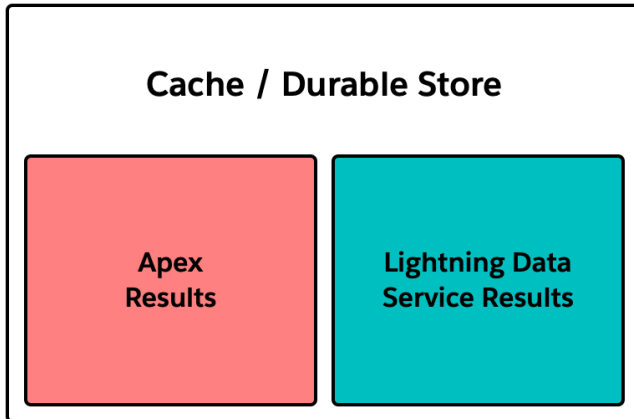 Cache / Durable Store
Apex
Results
Lightning Data
Service Results